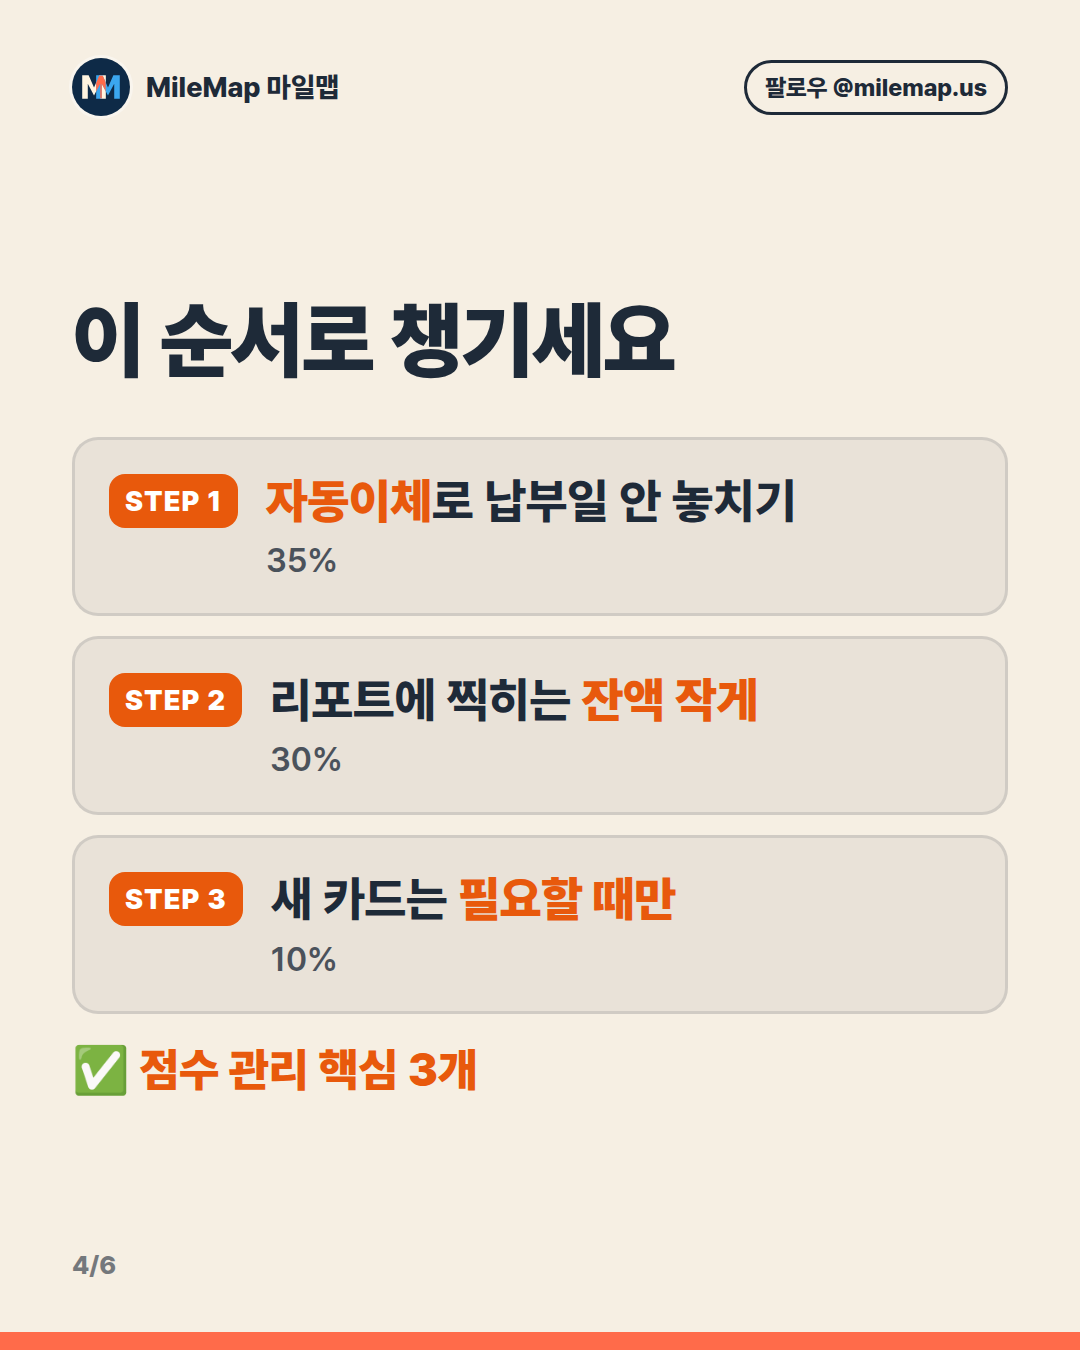 MM MileMap 마일맵
팔로우 @milemap.us
이 순서로 챙기세요
STEP 1 자동이체로 납부일 안 놓치기
35%
STEP 2 리포트에 찍히는 잔액 작게
30%
STEP 3 새 카드는 필요할 때만
10%
✅ 점수 관리 핵심 3개
4/6